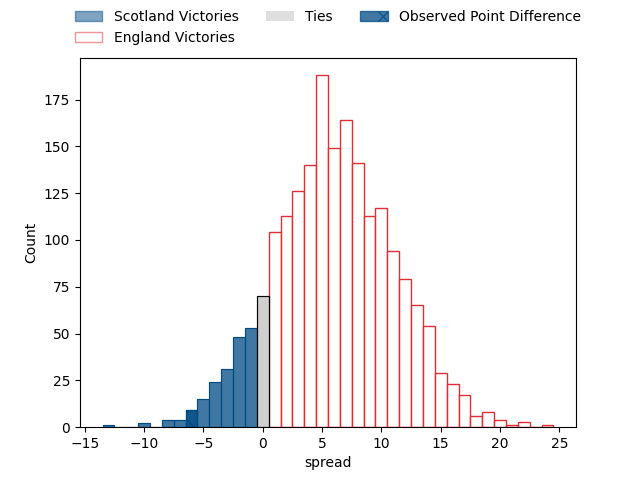 Scotland Victories Ties Observed Point Difference
England Victories
175
150
125
100
75
50
25
0
Count
−15 −10 −5 0 5 10 15 20 25
spread